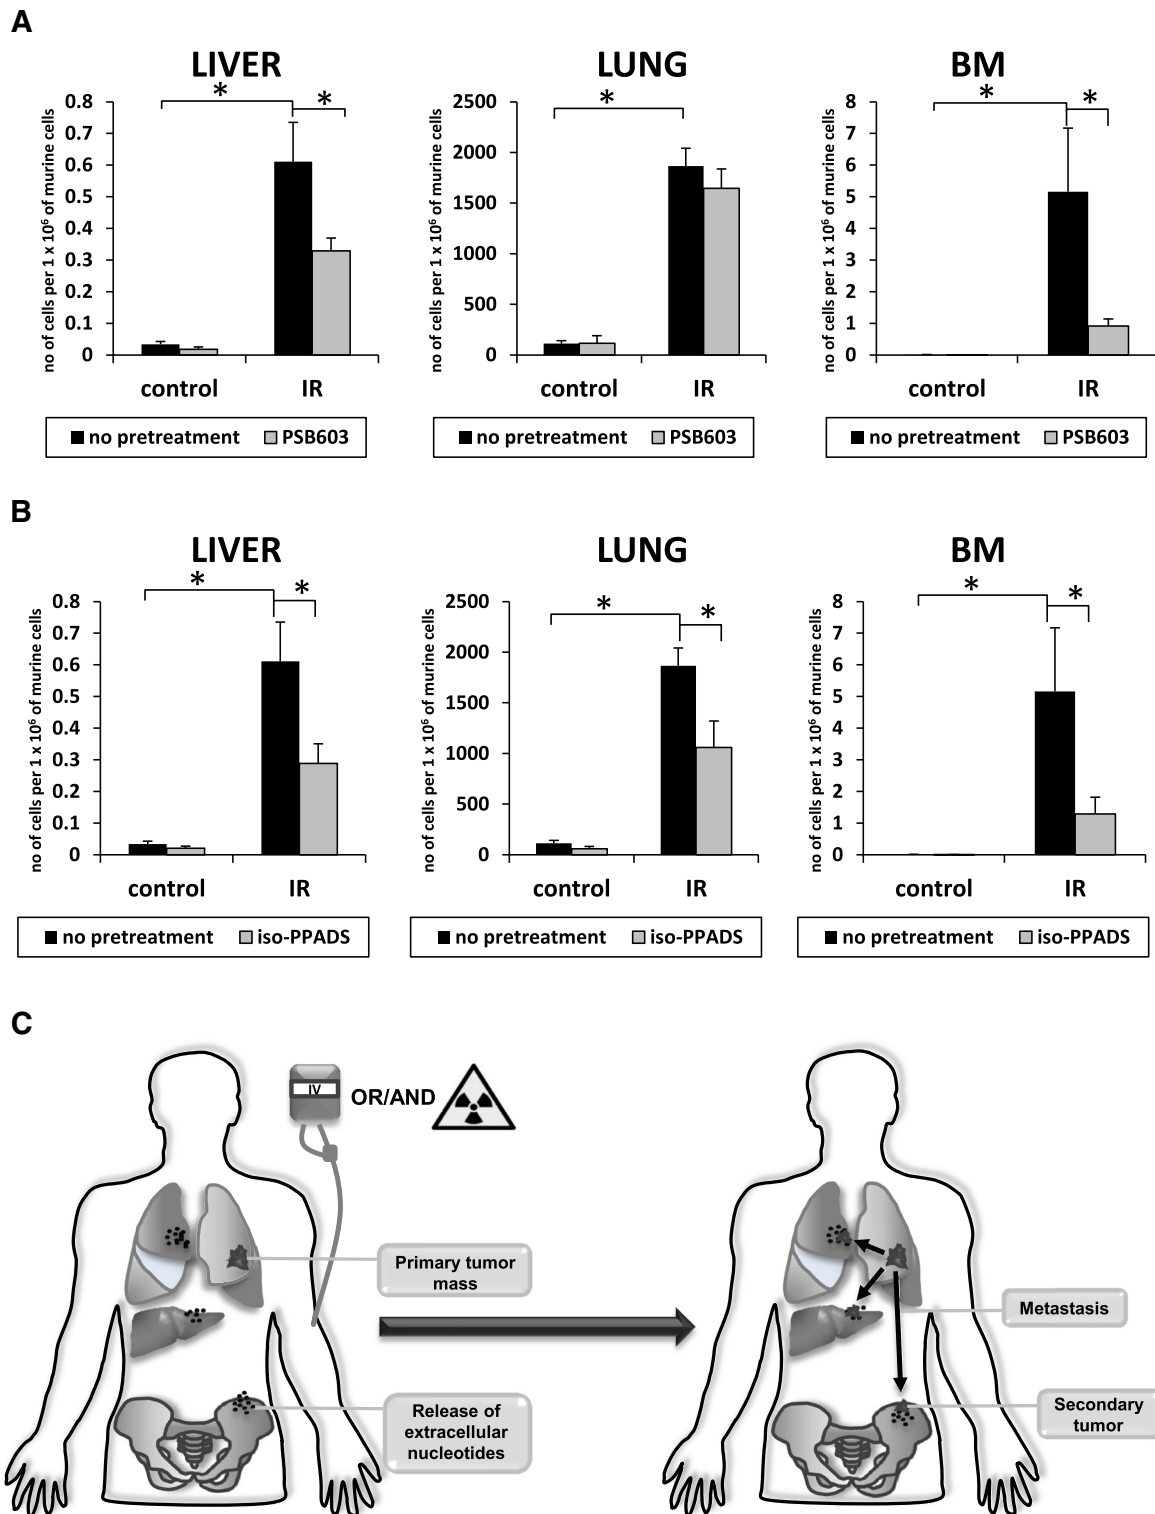 A
LIVER
LUNG
BM
no of cells per 1 x 10⁶ of murine cells
0.8
0.7
0.6
0.5
0.4
0.3
0.2
0.1
0
*
*
control
IR
no pretreatment
PSB603
no of cells per 1 x 10⁶ of murine cells
2500
2000
1500
1000
500
0
*
control
IR
no pretreatment
PSB603
no of cells per 1 x 10⁶ of murine cells
8
7
6
5
4
3
2
1
0
*
*
control
IR
no pretreatment
PSB603
B
LIVER
LUNG
BM
no of cells per 1 x 10⁶ of murine cells
0.8
0.7
0.6
0.5
0.4
0.3
0.2
0.1
0
*
*
control
IR
no pretreatment
iso-PPADS
no of cells per 1 x 10⁶ of murine cells
2500
2000
1500
1000
500
0
*
*
control
IR
no pretreatment
iso-PPADS
no of cells per 1 x 10⁶ of murine cells
8
7
6
5
4
3
2
1
0
*
*
control
IR
no pretreatment
iso-PPADS
C
IV
OR/AND
Primary tumor
mass
Release of
extracellular
nucleotides
Metastasis
Secondary
tumor